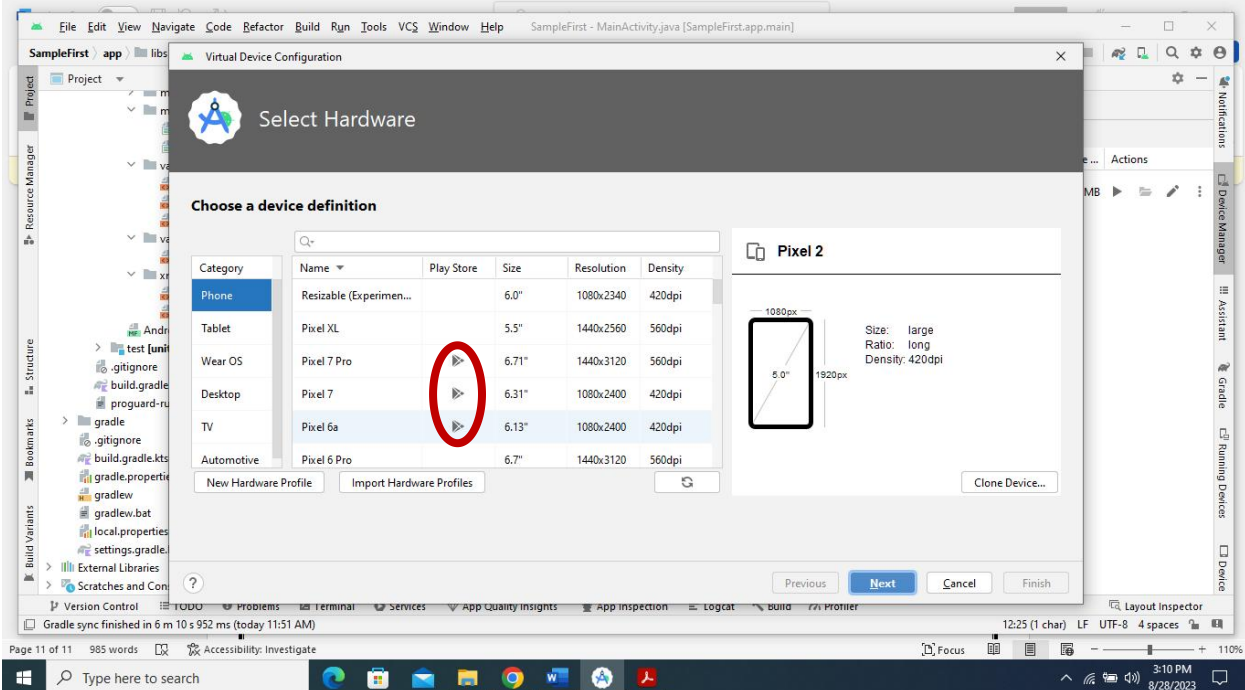 File Edit View Navigate Code Refactor Build Run Tools VCS Window Help SampleFirst - MainActivity.java [SampleFirst.app.main]
SampleFirst app libs
Virtual Device Configuration
Project
Select Hardware
Choose a device definition
Category
Phone
Tablet
Wear OS
Desktop
TV
Automotive
Name Play Store Size Resolution Density
Resizable (Experimen... 6.0" 1080x2340 420dpi
Pixel XL 5.5" 1440x2560 560dpi
Pixel 7 Pro 6.71" 1440x3120 560dpi
Pixel 7 6.31" 1080x2400 420dpi
Pixel 6a 6.13" 1080x2400 420dpi
Pixel 6 Pro 6.7" 1440x3120 560dpi
New Hardware Profile Import Hardware Profiles
Pixel 2
1080px
5.0"
1920px
Size: large
Ratio: long
Density: 420dpi
Clone Device...
? Previous Next Cancel Finish
Project
Resource Manager
Structure
Bookmarks
Build Variants
m
m
va
va
xm
Andr
test [unit
.gitignore
build.gradle
proguard-ru
gradle
.gitignore
build.gradle.kts
gradle.propertie
gradlew
gradlew.bat
local.properties
settings.gradle.
External Libraries
Scratches and Con
e... Actions
MB
Notifications
Device Manager
Assistant
Gradle
Running Devices
Device
Version Control TODO Problems Terminal Services App Quality Insights App Inspection Logcat Build Profiler Layout Inspector
Gradle sync finished in 6 m 10 s 952 ms (today 11:51 AM) 12:25 (1 char) LF UTF-8 4 spaces
Page 11 of 11 985 words Accessibility: Investigate Focus 110%
Type here to search
3:10 PM
8/28/2023